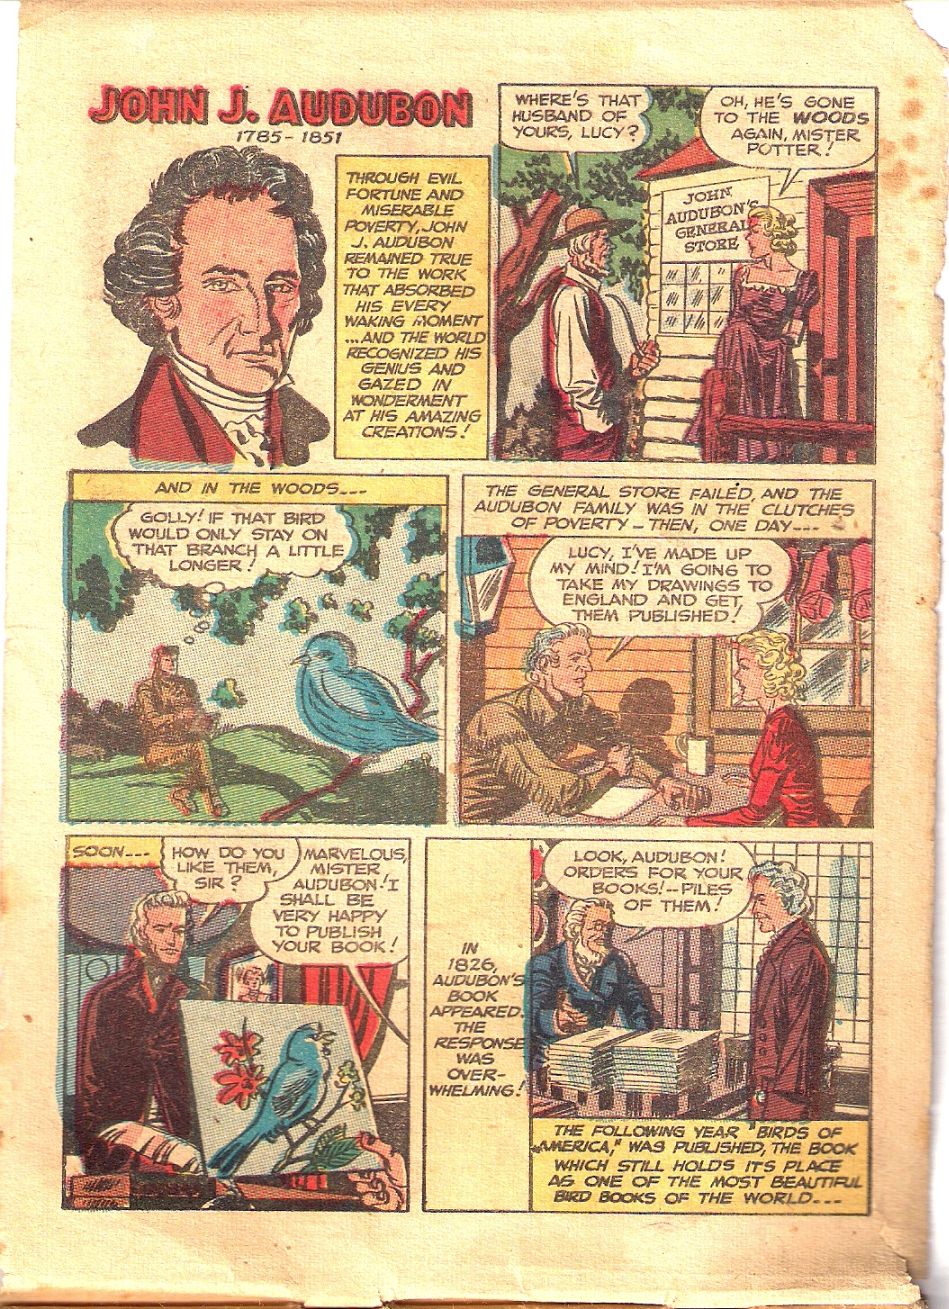 JOHN J. AUDUBON
1785-1851
THROUGH EVIL
FORTUNE AND
MISERABLE
POVERTY, JOHN
J. AUDUBON
REMAINED TRUE
TO THE WORK
THAT ABSORBED
HIS EVERY
WAKING MOMENT
...AND THE WORLD
RECOGNIZED HIS
GENIUS AND
GAZED IN
WONDERMENT
AT HIS AMAZING
CREATIONS!
WHERE'S THAT
HUSBAND OF
YOURS, LUCY?
OH, HE'S GONE
TO THE WOODS
AGAIN, MISTER
POTTER!
JOHN
AUDUBON'S
GENERAL
STORE
AND IN THE WOODS---
GOLLY! IF THAT BIRD
WOULD ONLY STAY ON
THAT BRANCH A LITTLE
LONGER!
THE GENERAL STORE FAILED, AND THE
AUDUBON FAMILY WAS IN THE CLUTCHES
OF POVERTY - THEN, ONE DAY---
LUCY, I'VE MADE UP
MY MIND! I'M GOING TO
TAKE MY DRAWINGS TO
ENGLAND AND GET
THEM PUBLISHED!
SOON---
HOW DO YOU
LIKE THEM,
SIR?
MARVELOUS,
MISTER
AUDUBON! I
SHALL BE
VERY HAPPY
TO PUBLISH
YOUR BOOK!
IN
1826,
AUDUBON'S
BOOK
APPEARED.
THE
RESPONSE
WAS
OVER-
WHELMING!
LOOK, AUDUBON!
ORDERS FOR YOUR
BOOKS!--PILES
OF THEM!
THE FOLLOWING YEAR "BIRDS OF
AMERICA," WAS PUBLISHED, THE BOOK
WHICH STILL HOLDS ITS PLACE
AS ONE OF THE MOST BEAUTIFUL
BIRD BOOKS OF THE WORLD---